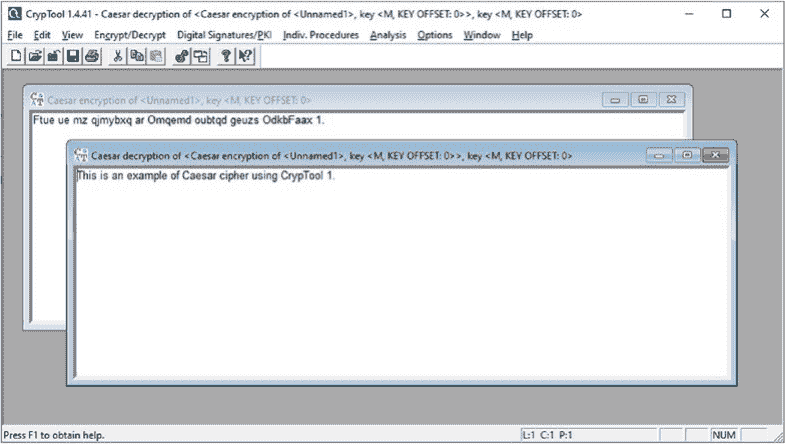 CrypTool 1.4.41 - Caesar decryption of <Caesar encryption of <Unnamed1>, key <M, KEY OFFSET: 0>>, key <M, KEY OFFSET: 0>
File Edit View Encrypt/Decrypt Digital Signatures/PKI Indiv. Procedures Analysis Options Window Help
Caesar encryption of <Unnamed1>, key <M, KEY OFFSET: 0>
Ftue ue mz qjmybxq ar Omqemd oubtqd geuzs OdkbFaax 1.
Caesar decryption of <Caesar encryption of <Unnamed1>, key <M, KEY OFFSET: 0>>, key <M, KEY OFFSET: 0>
This is an example of Caesar cipher using CrypTool 1.
Press F1 to obtain help.
L:1 C:1 P:1
NUM